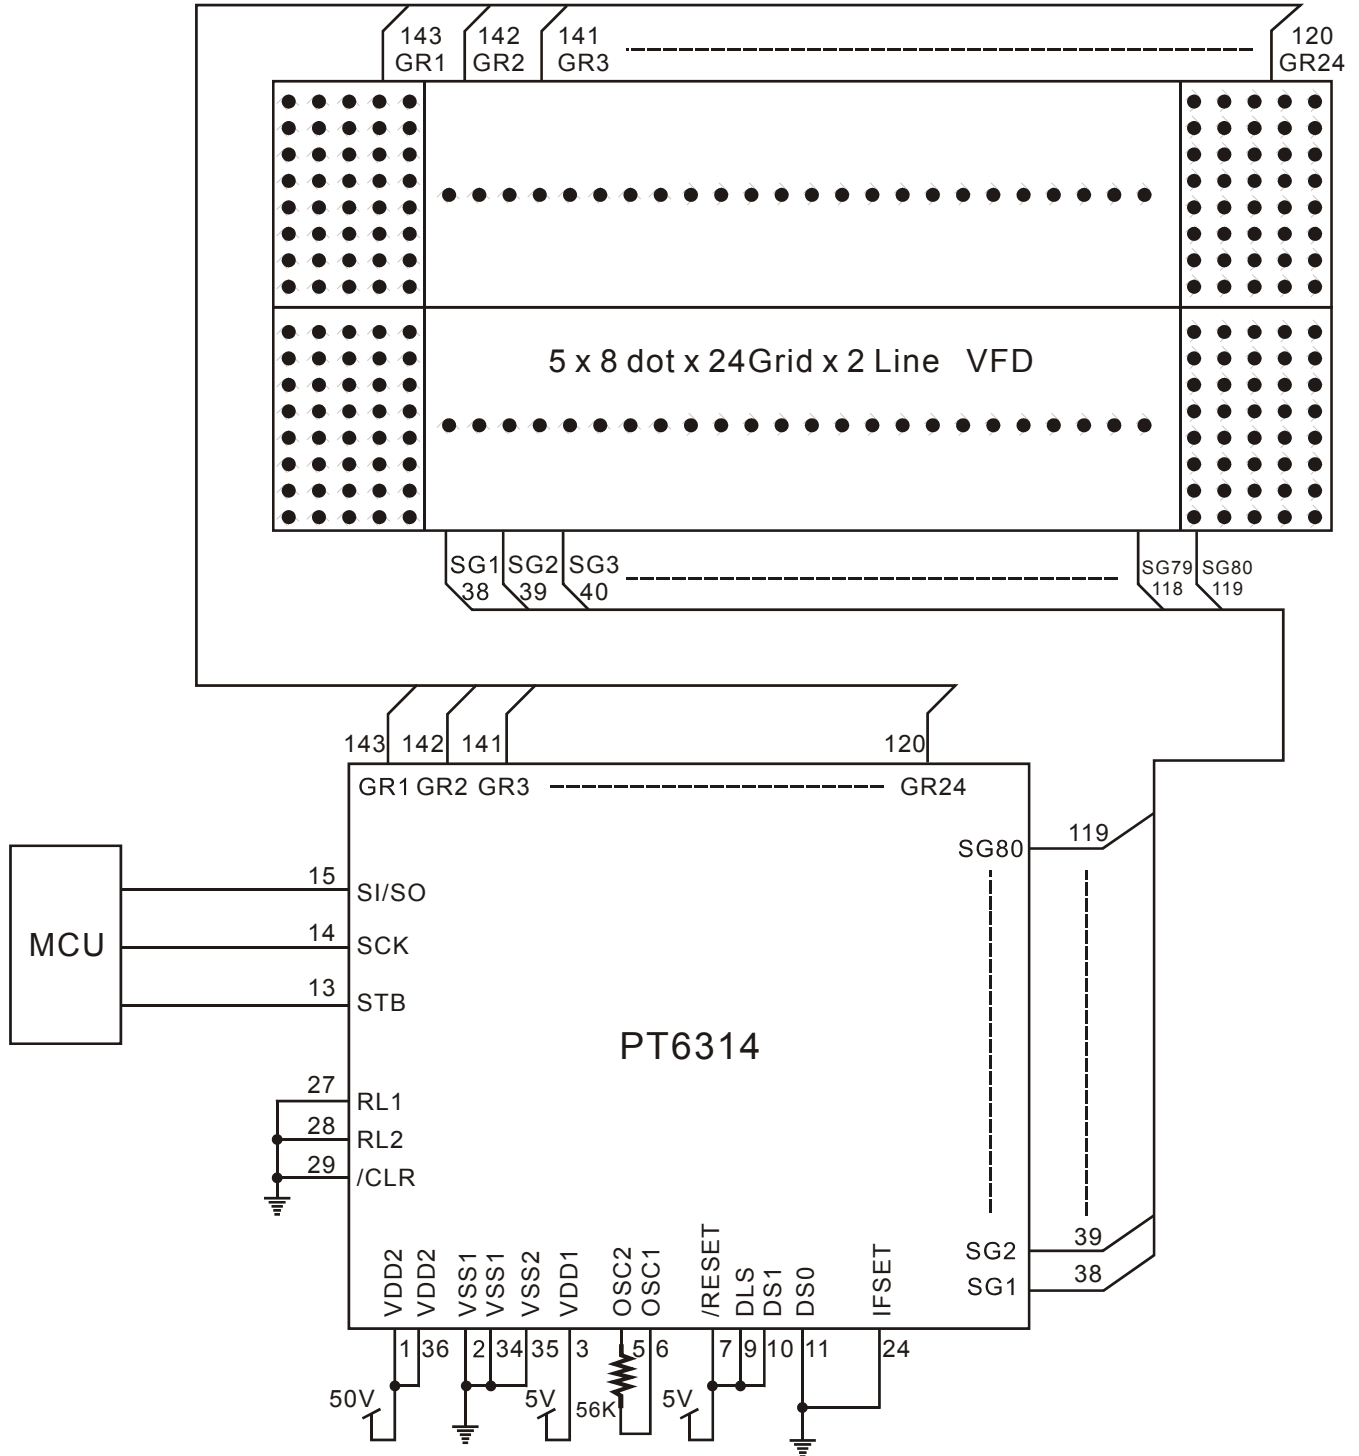 143 142 141 120
GR1 GR2 GR3 GR24
5 x 8 dot x 24Grid x 2 Line VFD
SG1 SG2 SG3 SG79 SG80
38 39 40 118 119
143 142 141 120
GR1 GR2 GR3 GR24
119
SG80
15
SI/SO
MCU
14
SCK
13
STB
PT6314
27
RL1
28
RL2
29
/CLR
39
SG2
38
SG1
VDD2 VDD2 VSS1 VSS1 VSS2 VDD1 OSC2 OSC1 /RESET DLS DS1 DS0 IFSET
1 36 2 34 35 3 5 6 7 9 10 11 24
50V 5V 56K 5V